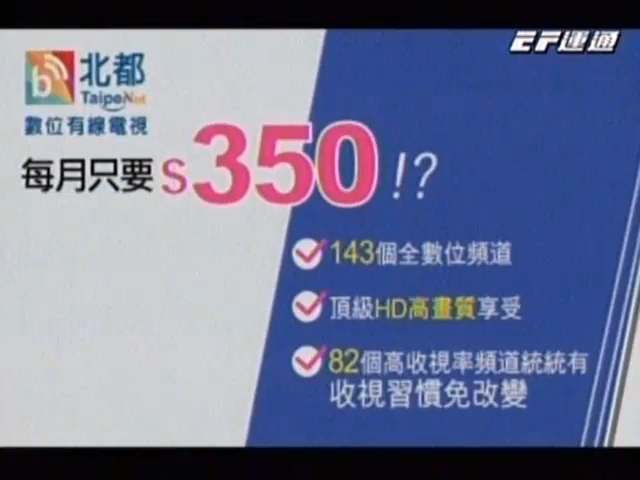 EF運通
b
北都
TaipeiNet
數位有線電視
每月只要$350!?
143個全數位頻道
頂級HD高畫質享受
82個高收視率頻道統統有
收視習慣免改變